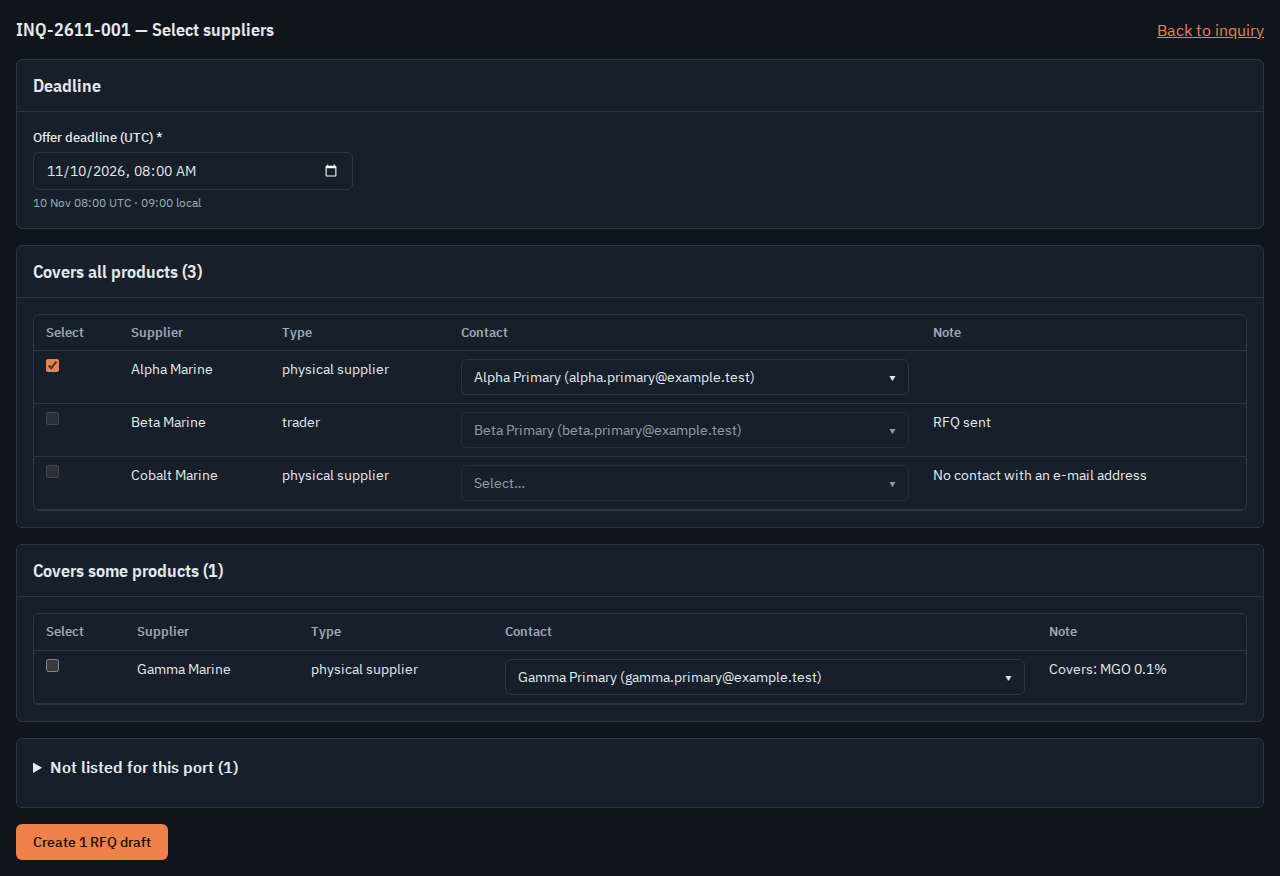 INQ-2611-001 — Select suppliers
Back to inquiry
Deadline
Offer deadline (UTC) *
11/10/2026, 08:00 AM
10 Nov 08:00 UTC · 09:00 local
Covers all products (3)
Select Supplier Type Contact Note
Alpha Marine physical supplier Alpha Primary (alpha.primary@example.test)
Beta Marine trader Beta Primary (beta.primary@example.test) RFQ sent
Cobalt Marine physical supplier Select... No contact with an e-mail address
Covers some products (1)
Select Supplier Type Contact Note
Gamma Marine physical supplier Gamma Primary (gamma.primary@example.test) Covers: MGO 0.1%
Not listed for this port (1)
Create 1 RFQ draft